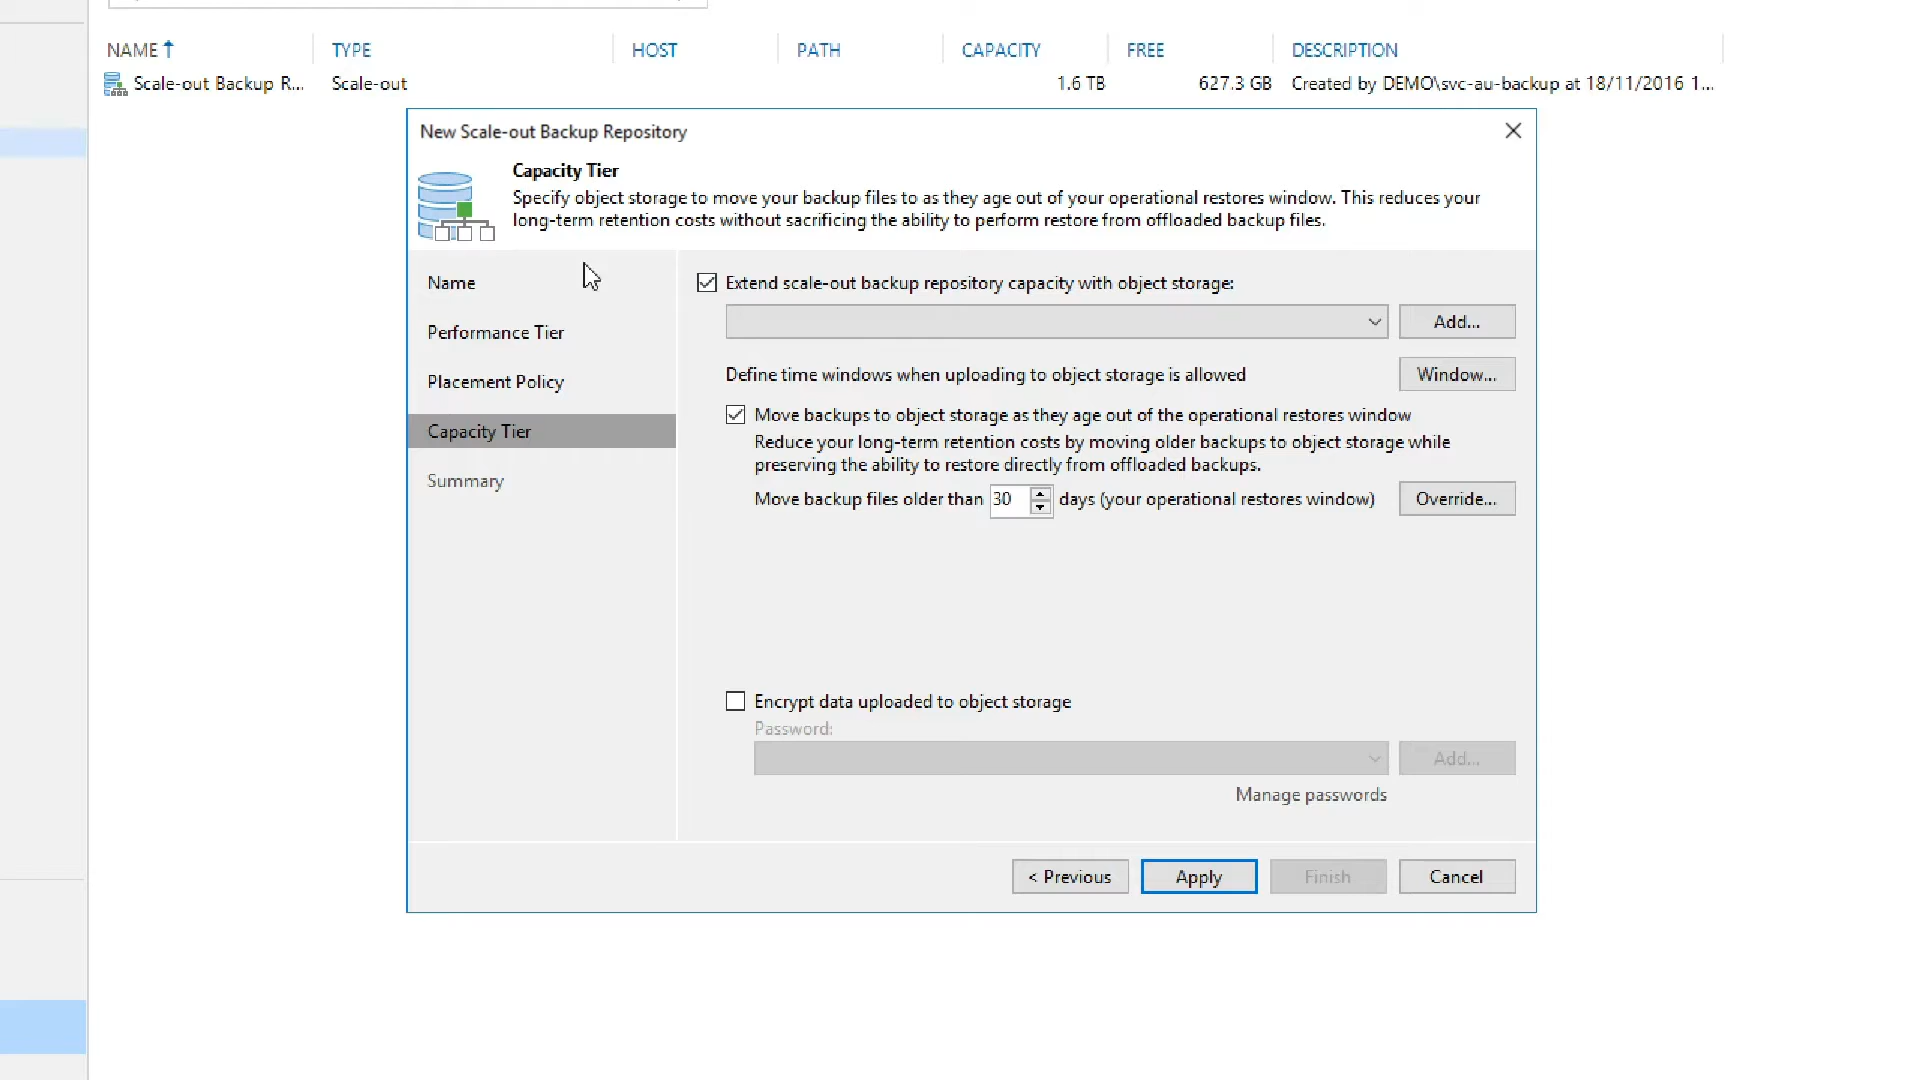 NAME TYPE HOST PATH CAPACITY FREE DESCRIPTION
Scale-out Backup R... Scale-out 1.6 TB 627.3 GB Created by DEMO\svc-au-backup at 18/11/2016 1...
New Scale-out Backup Repository
Capacity Tier
Specify object storage to move your backup files to as they age out of your operational restores window. This reduces your
long-term retention costs without sacrificing the ability to perform restore from offloaded backup files.
Name
Performance Tier
Placement Policy
Capacity Tier
Summary
Extend scale-out backup repository capacity with object storage:
Add...
Define time windows when uploading to object storage is allowed
Window...
Move backups to object storage as they age out of the operational restores window
Reduce your long-term retention costs by moving older backups to object storage while
preserving the ability to restore directly from offloaded backups.
Move backup files older than 30 days (your operational restores window)
Override...
Encrypt data uploaded to object storage
Password:
Add...
Manage passwords
< Previous Apply Finish Cancel